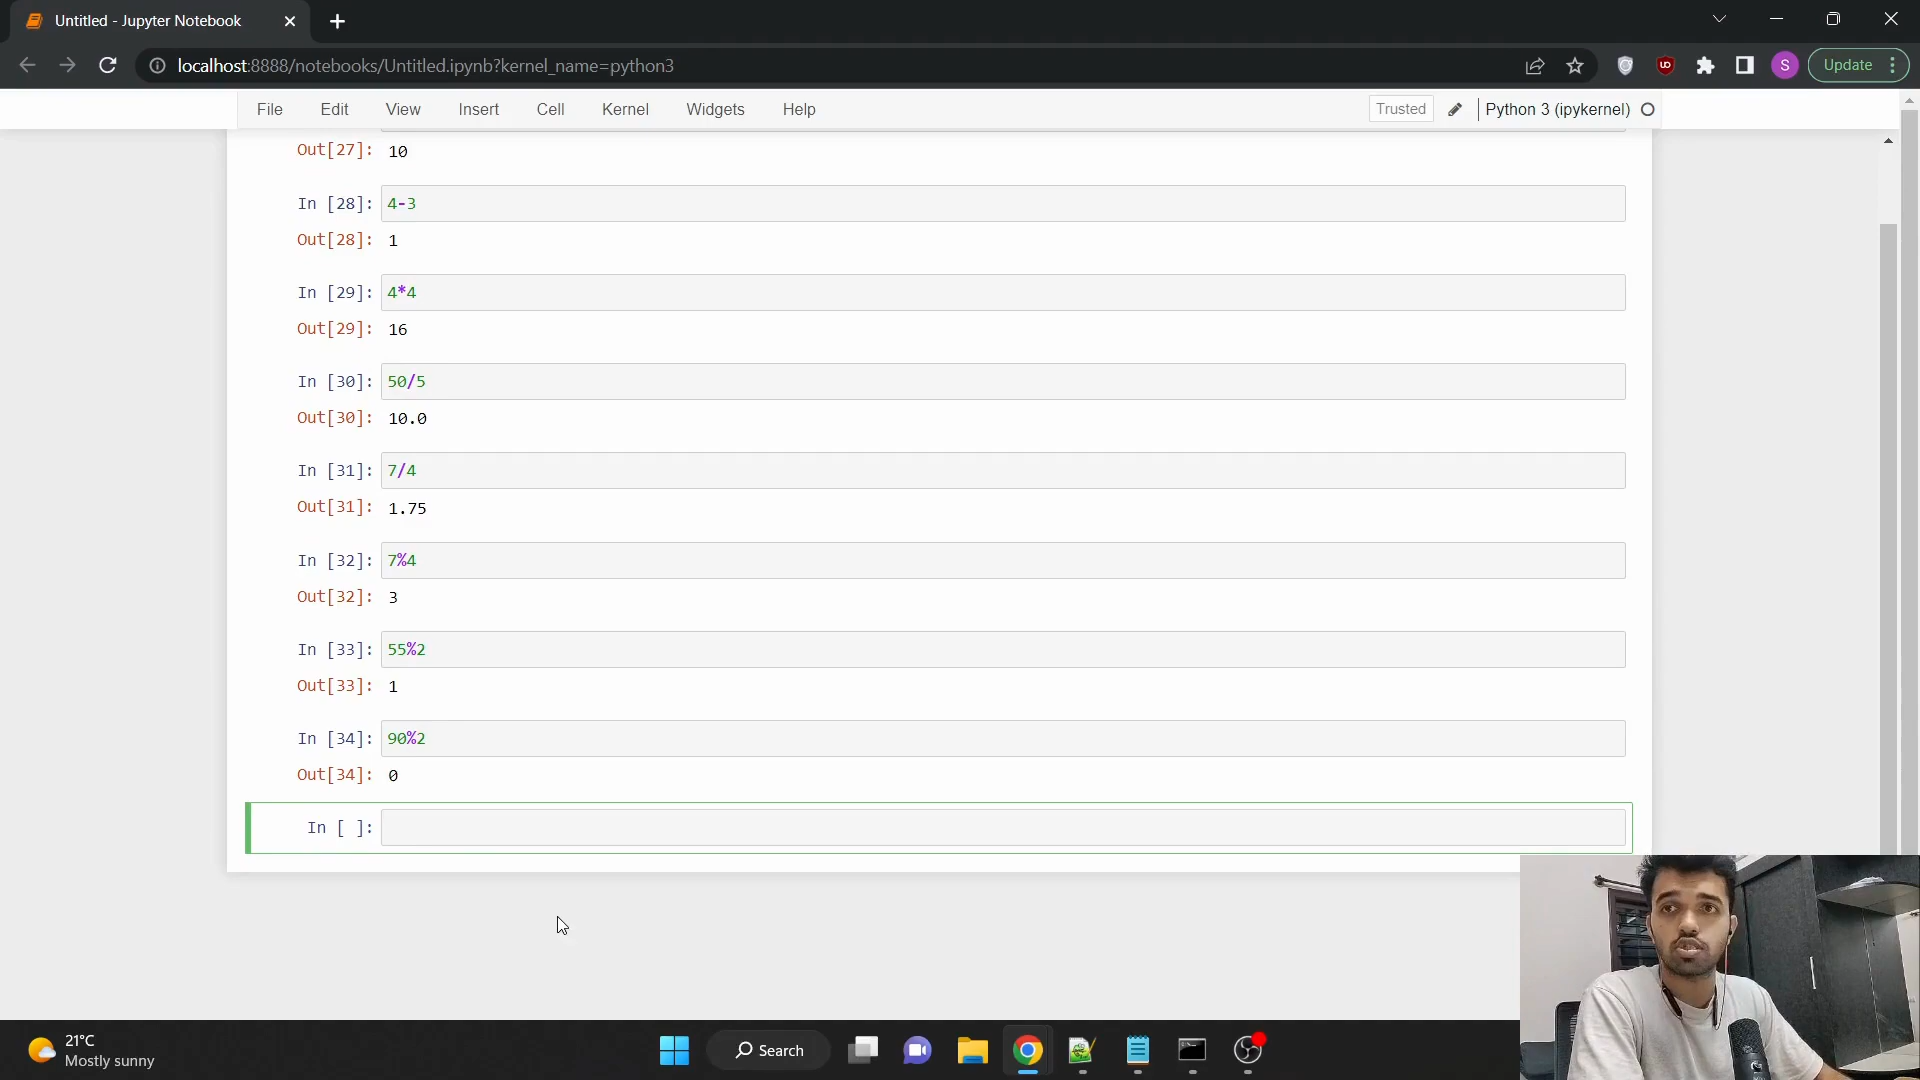 Untitled - Jupyter Notebook
localhost:8888/notebooks/Untitled.ipynb?kernel_name=python3
S
Update
File Edit View Insert Cell Kernel Widgets Help
Trusted
Python 3 (ipykernel)
Out[27]: 10
In [28]: 4-3
Out[28]: 1
In [29]: 4*4
Out[29]: 16
In [30]: 50/5
Out[30]: 10.0
In [31]: 7/4
Out[31]: 1.75
In [32]: 7%4
Out[32]: 3
In [33]: 55%2
Out[33]: 1
In [34]: 90%2
Out[34]: 0
In [ ]:
21°C
Mostly sunny
Search